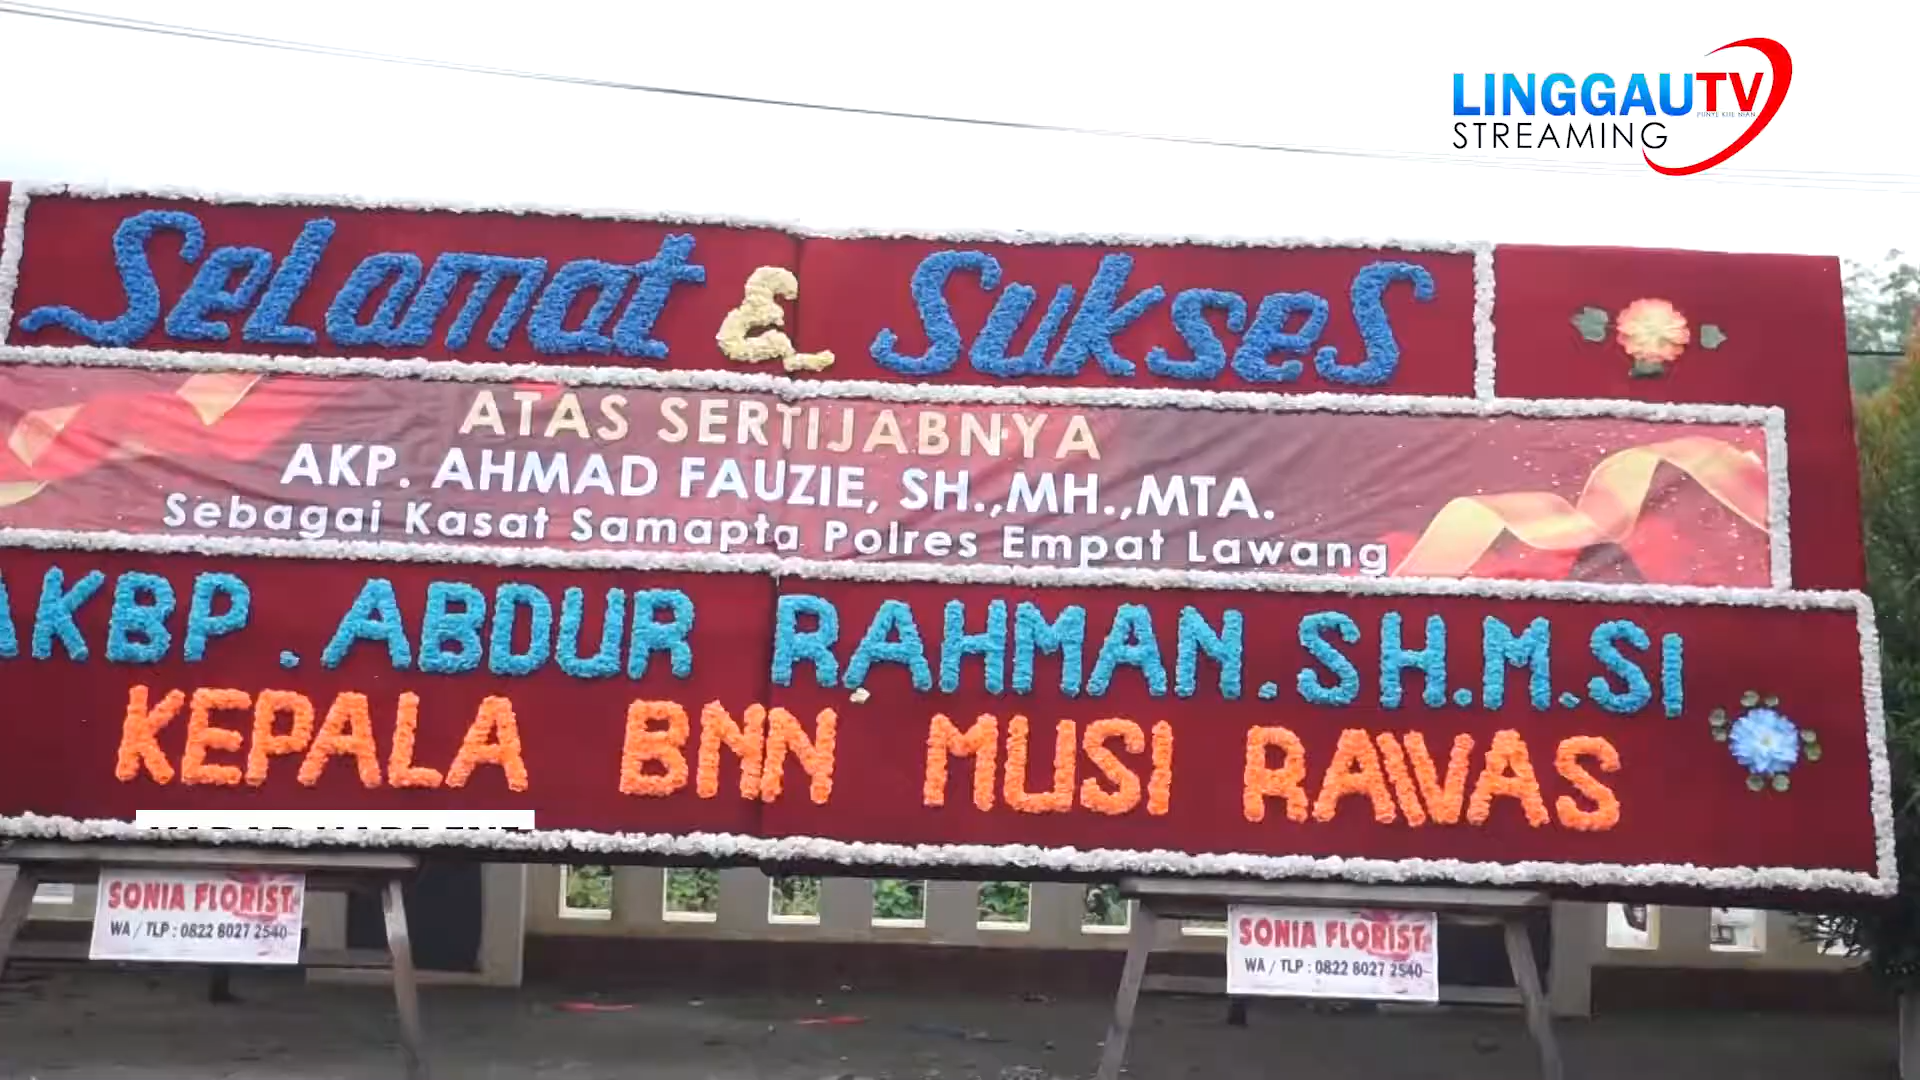 LINGGAUTV
STREAMING
Selamat & Sukses
ATAS SERTIJABNYA
AKP. AHMAD FAUZIE, SH.,MH.,MTA.
Sebagai Kasat Samapta Polres Empat Lawang
AKBP. ABDUR RAHMAN.SH.M.SI
KEPALA BNN MUSI RAWAS
SONIA FLORIST
WA / TLP : 0822 8027 2540
SONIA FLORIST
WA / TLP : 0822 8027 2540